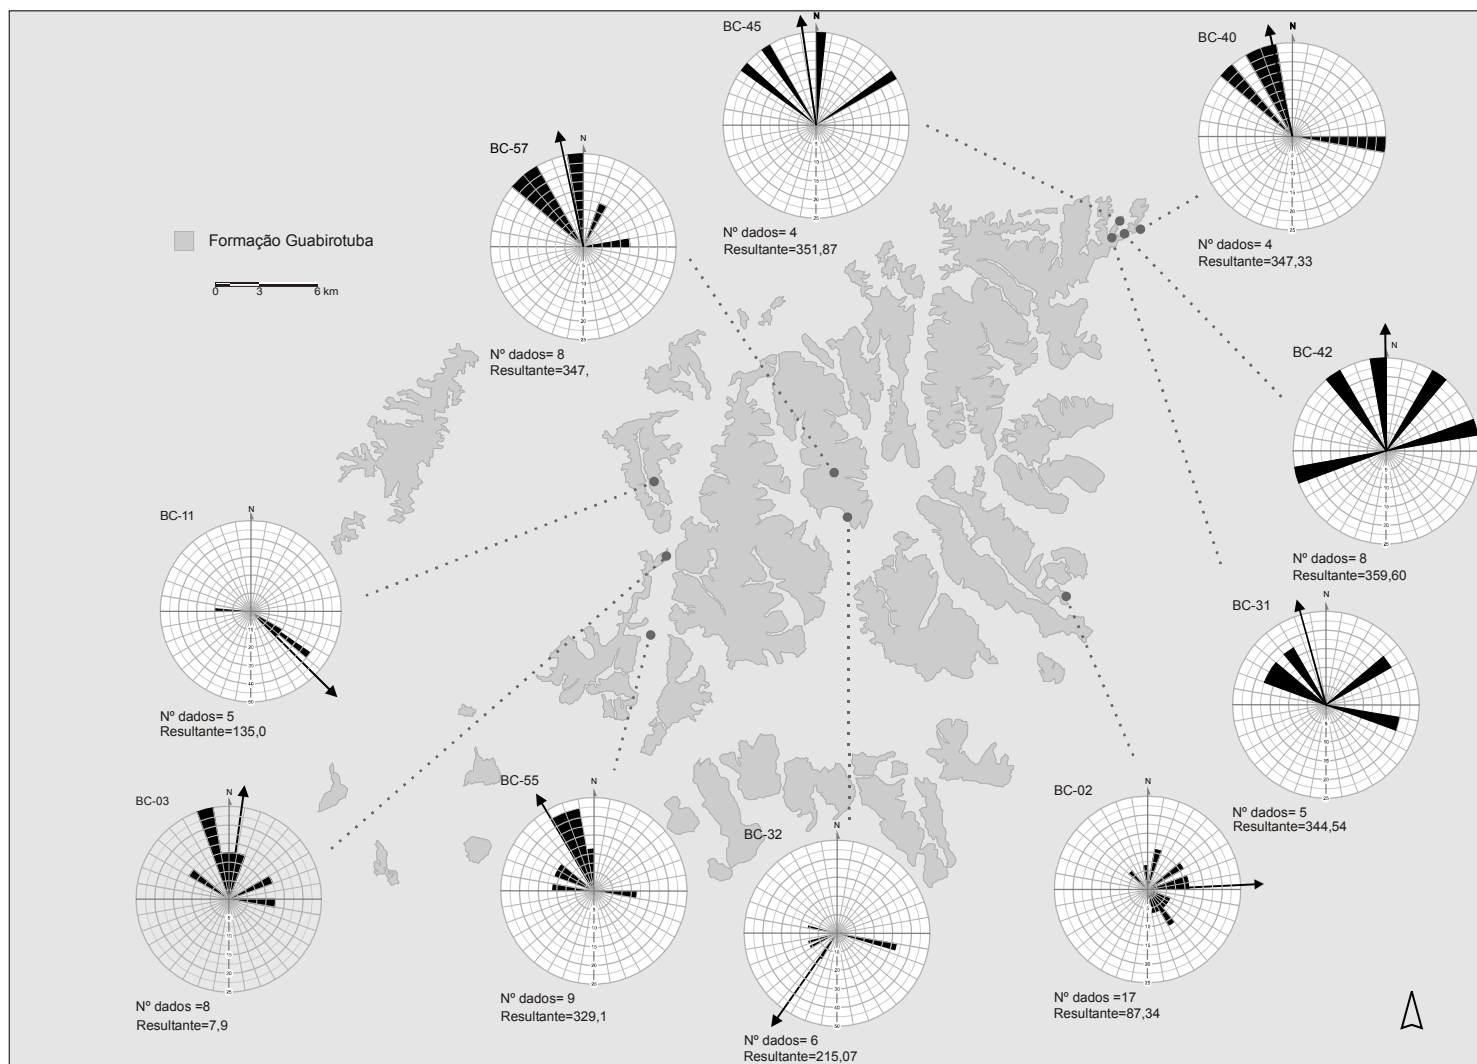 BC-45
N
Nº dados= 4
Resultante=351,87
BC-40
N
Nº dados= 4
Resultante=347,33
BC-57
N
Nº dados= 8
Resultante=347,
Formação Guabirotuba
0 3 6 km
BC-42
N
Nº dados= 8
Resultante=359,60
BC-11
N
Nº dados= 5
Resultante=135,0
BC-31
N
Nº dados= 5
Resultante=344,54
BC-03
N
Nº dados =8
Resultante=7,9
BC-55
N
Nº dados= 9
Resultante=329,1
BC-32
N
Nº dados= 6
Resultante=215,07
BC-02
N
Nº dados =17
Resultante=87,34